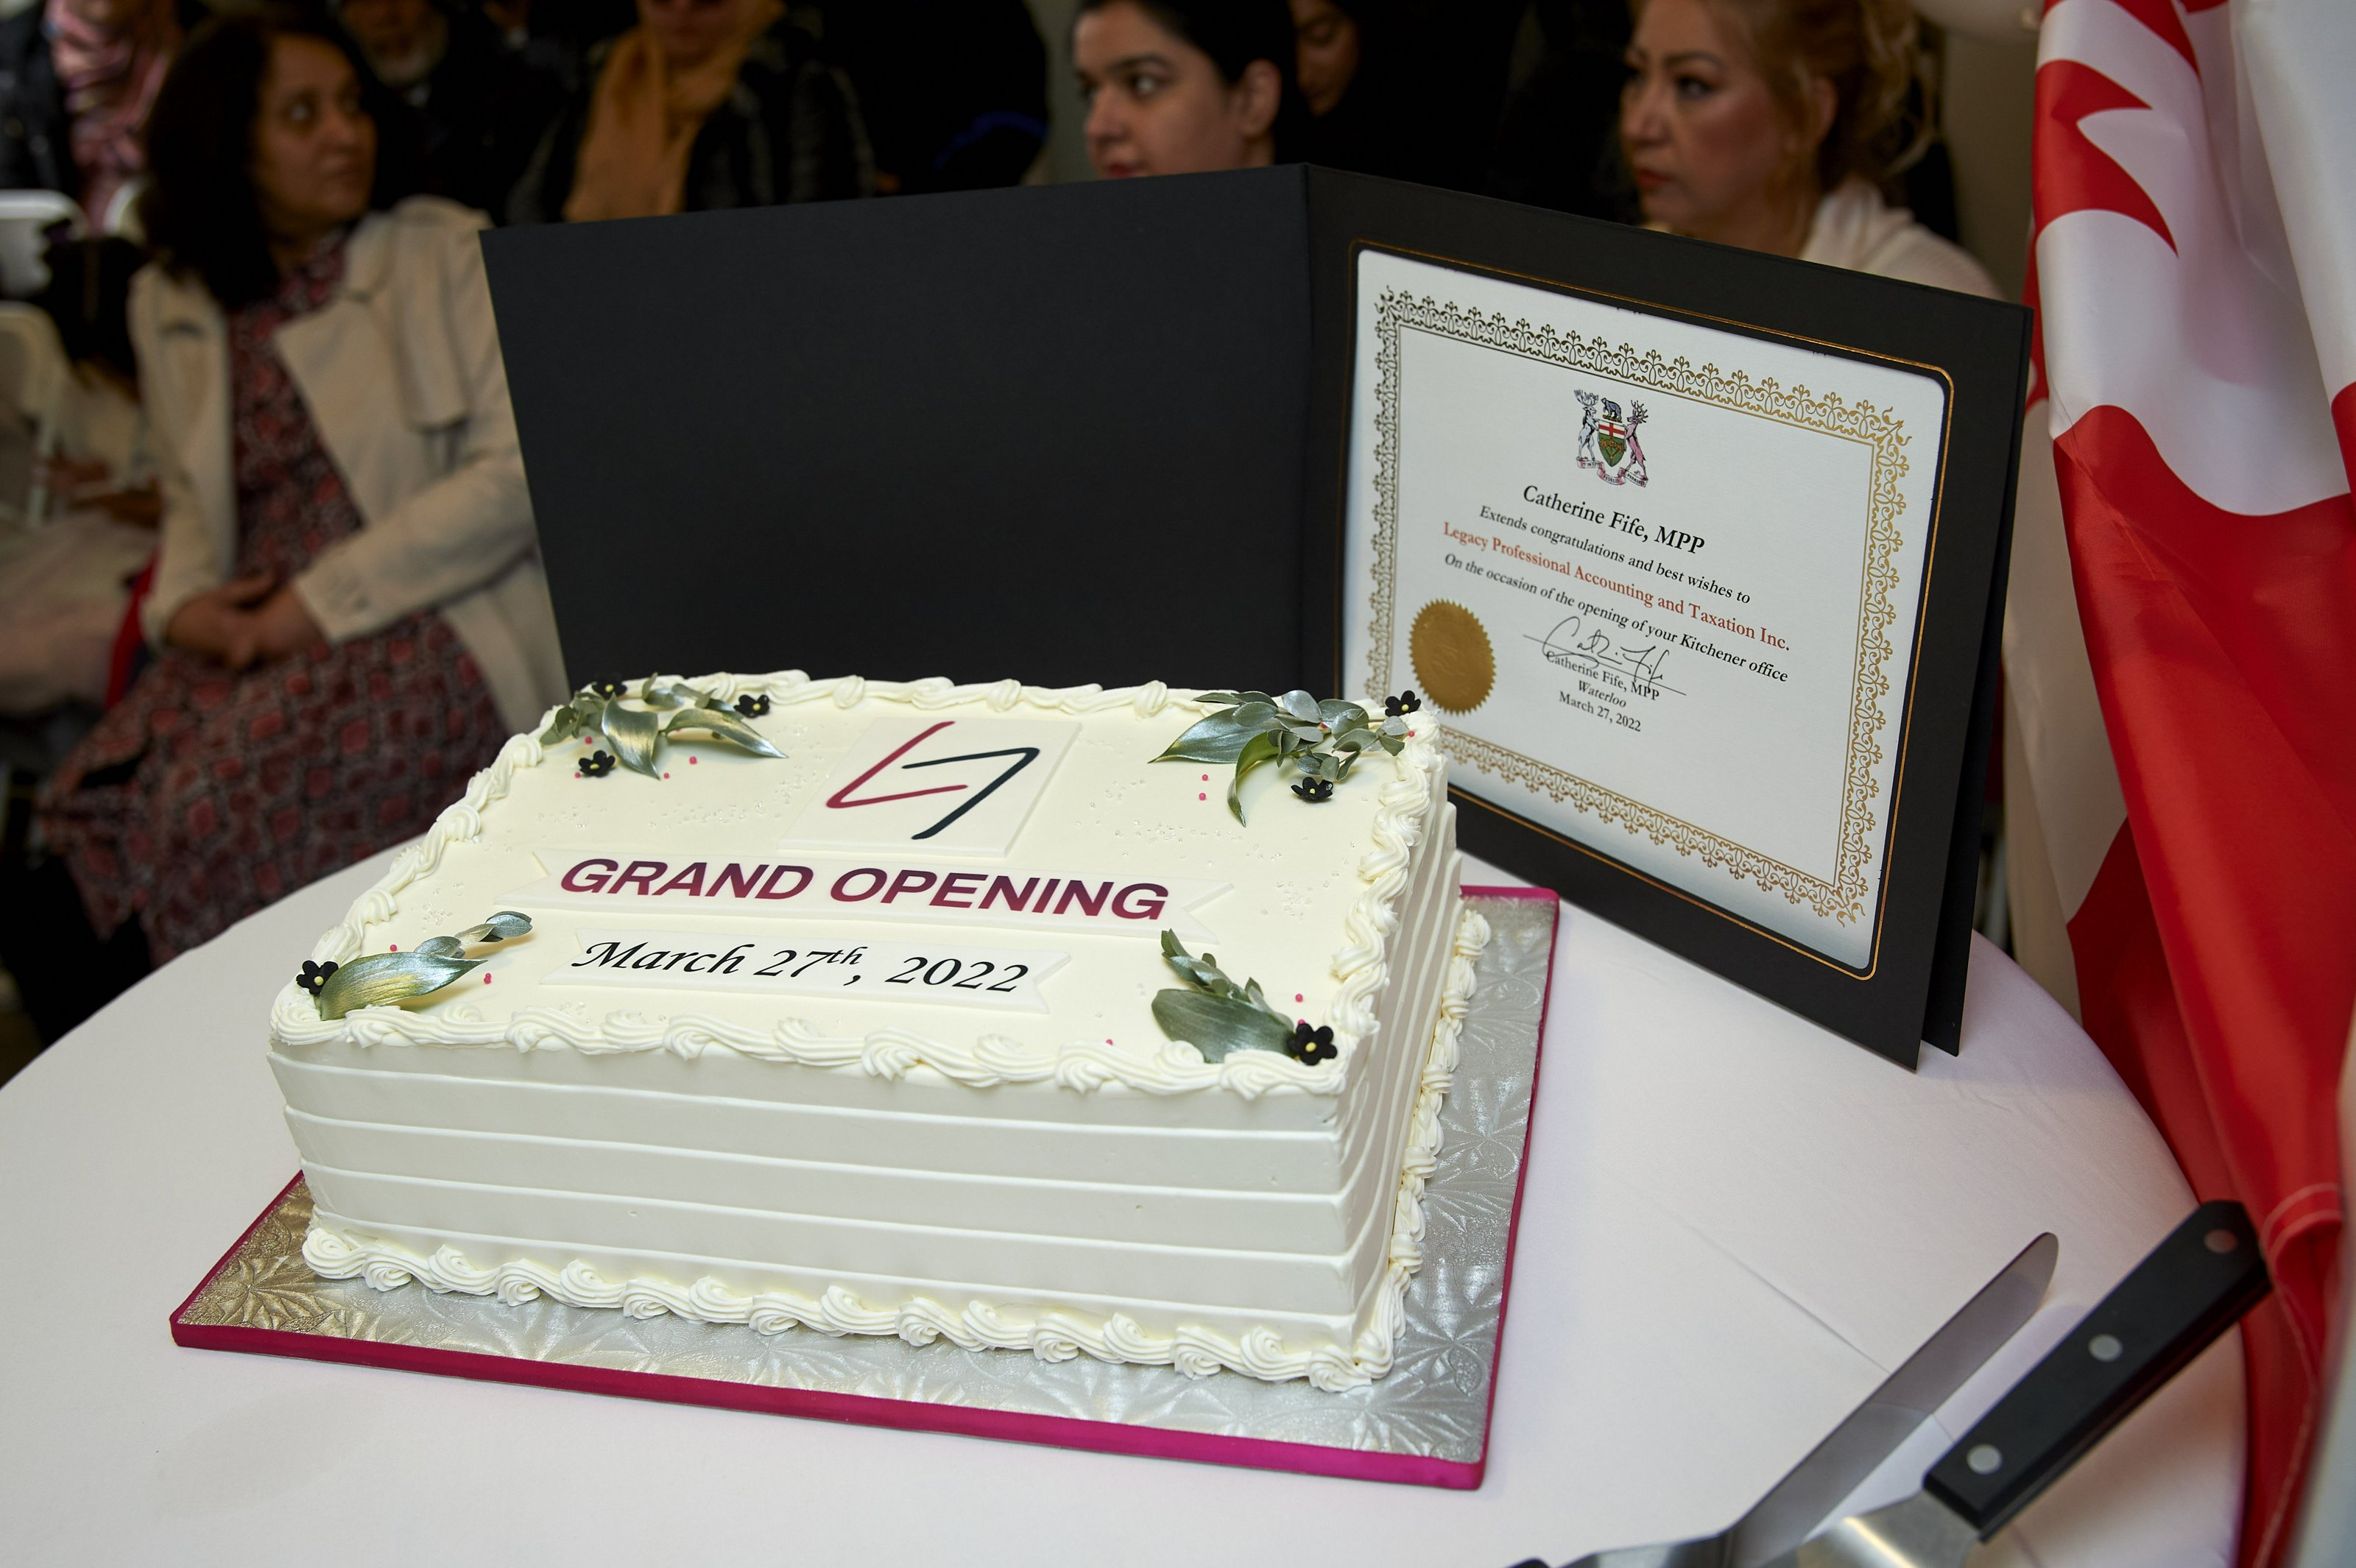 GRAND OPENING
March 27th, 2022
Catherine Fife, MPP
Extends congratulations and best wishes to
Legacy Professional Accounting and Taxation Inc.
On the occasion of the opening of your Kitchener office
Catherine Fife, MPP
Waterloo
March 27, 2022